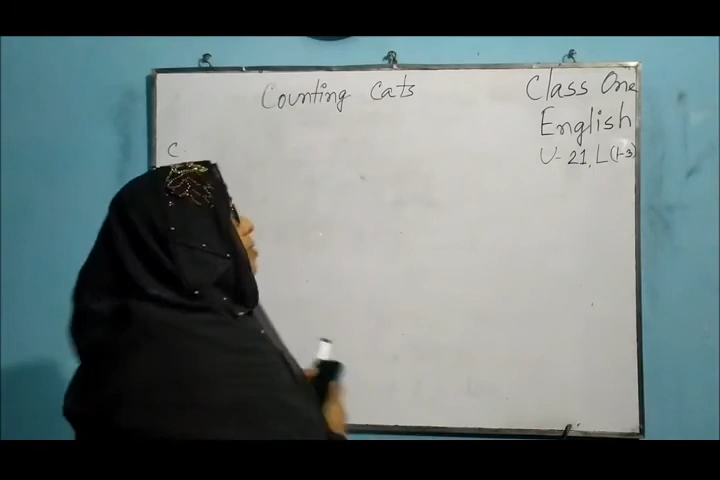 Counting Cats
Class One
English
U-21, L(1-3)
C